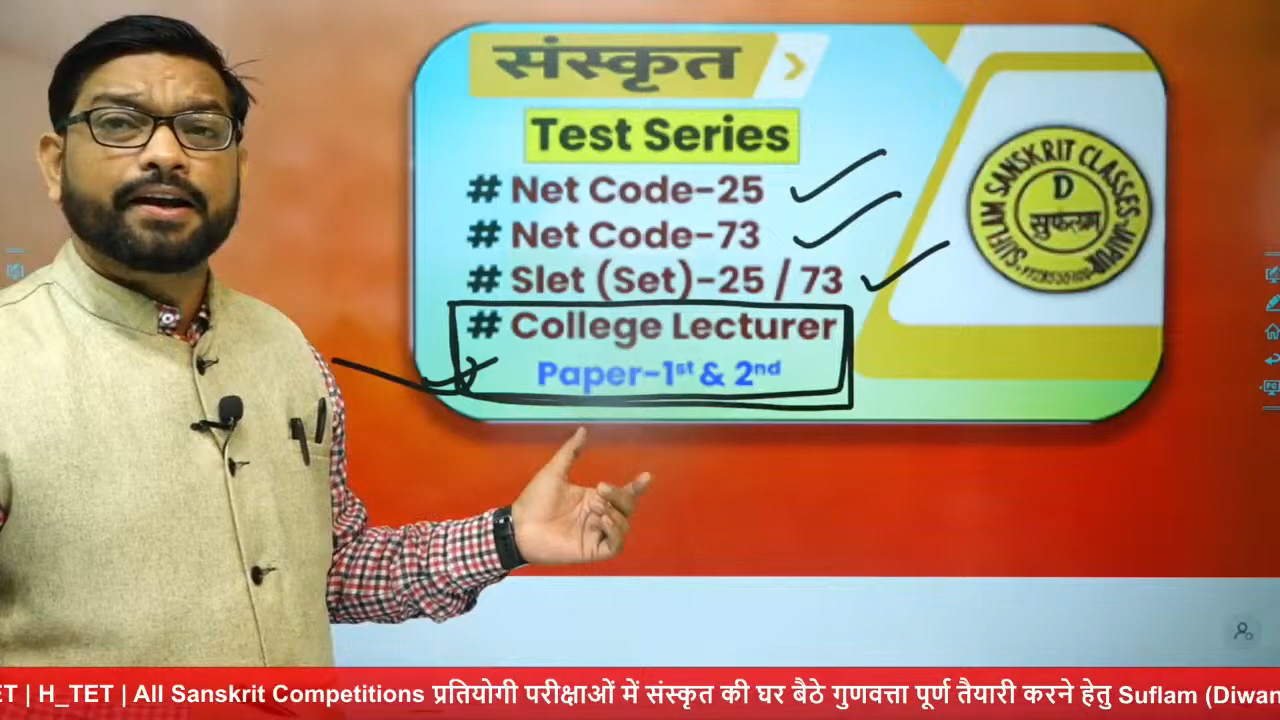 संस्कृत
Test Series
# Net Code-25
# Net Code-73
# Slet (Set)-25 / 73
# College Lecturer
Paper-1st & 2nd
SUFLAM SANSKRIT CLASSES, JAIPUR
D
सुफलाम्
ET | H_TET | All Sanskrit Competitions प्रतियोगी परीक्षाओं में संस्कृत की घर बैठे गुणवत्ता पूर्ण तैयारी करने हेतु Suflam (Diwan